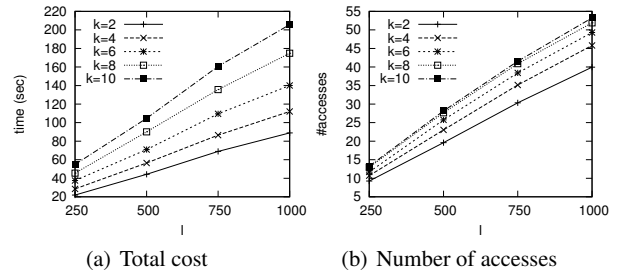 220
200
180
160
140
120
100
80
60
40
20
time (sec)
k=2
k=4
k=6
k=8
k=10
250 500 750 1000
l
(a) Total cost
55
50
45
40
35
30
25
20
15
10
5
#accesses
k=2
k=4
k=6
k=8
k=10
250 500 750 1000
l
(b) Number of accesses